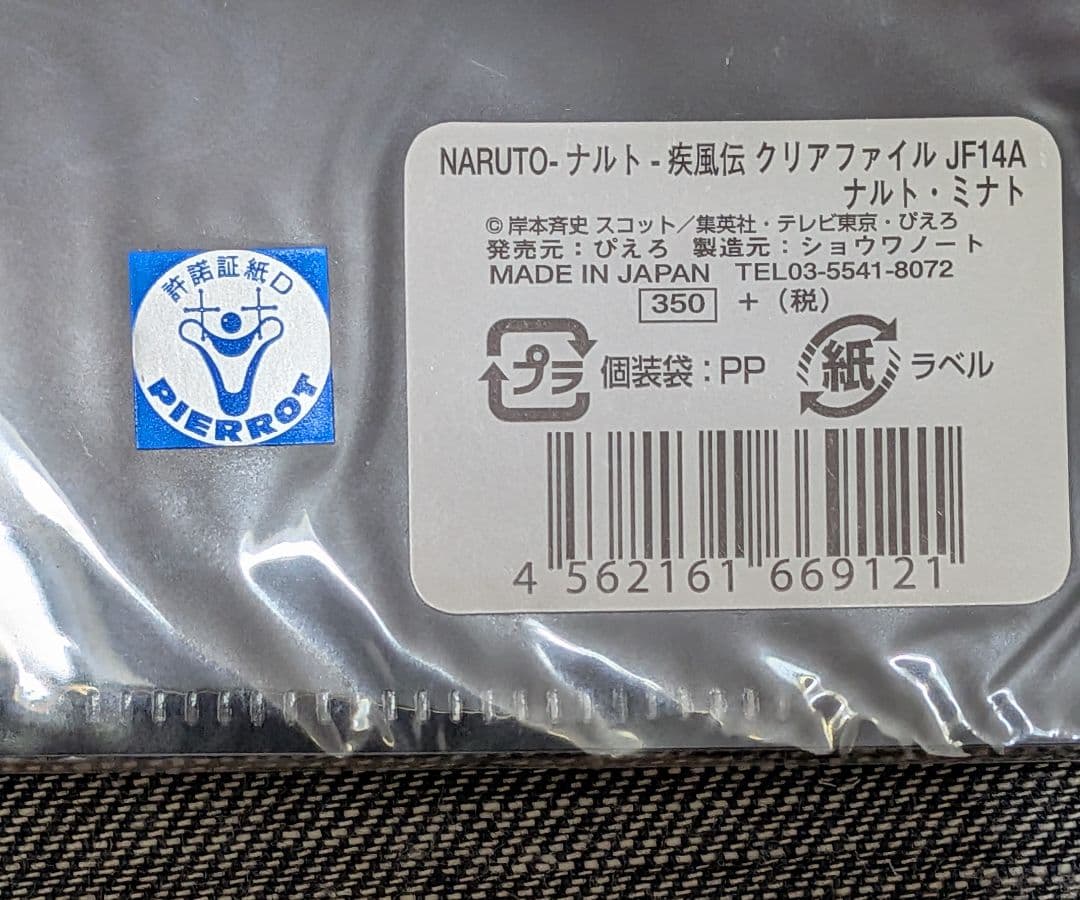 NARUTO-ナルト-疾風伝 クリアファイル JF14A
ナルト・ミナト
© 岸本斉史 スコット／集英社・テレビ東京・ぴえろ
発売元：ぴえろ 製造元：ショウワノート
MADE IN JAPAN TEL03-5541-8072
350 +（税）
プラ 個装袋：PP 紙 ラベル
4 562161 669121
許諾証紙D
PIERROT